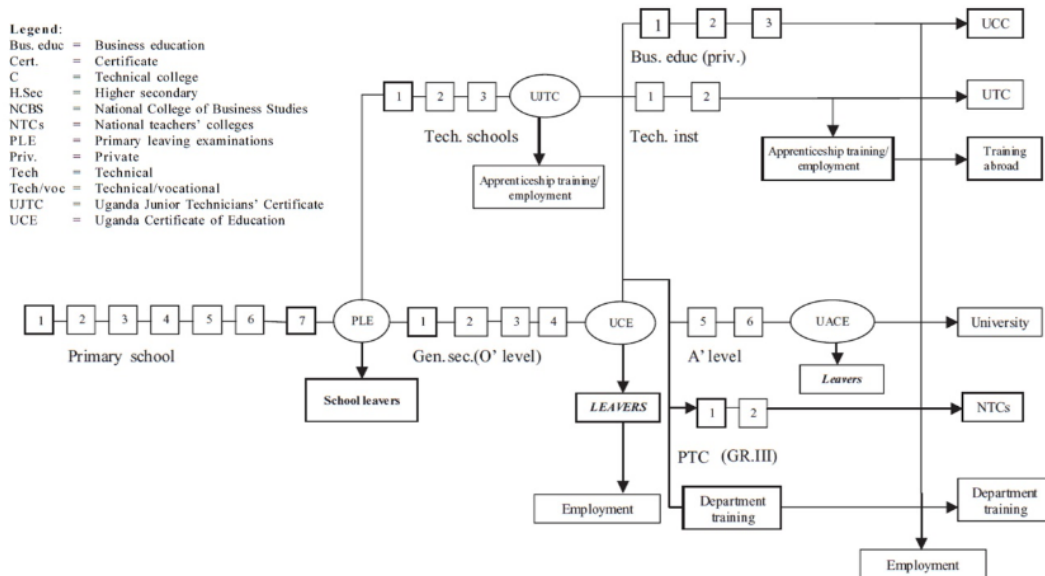 Legend:
Bus. educ = Business education
Cert. = Certificate
C = Technical college
H.Sec = Higher secondary
NCBS = National College of Business Studies
NTCs = National teachers' colleges
PLE = Primary leaving examinations
Priv. = Private
Tech = Technical
Tech/voc = Technical/vocational
UJTC = Uganda Junior Technicians' Certificate
UCE = Uganda Certificate of Education
1 2 3 UCC
Bus. educ (priv.)
1 2 3 UJTC 1 2 UTC
Tech. schools Tech. inst
Apprenticeship training/
employment
Apprenticeship training/
employment
Training
abroad
1 2 3 4 5 6 7 PLE 1 2 3 4 UCE 5 6 UACE University
Primary school Gen. sec.(O' level) A' level
School leavers LEAVERS Leavers
1 2 NTCs
PTC (GR.III)
Employment
Department
training
Department
training
Employment